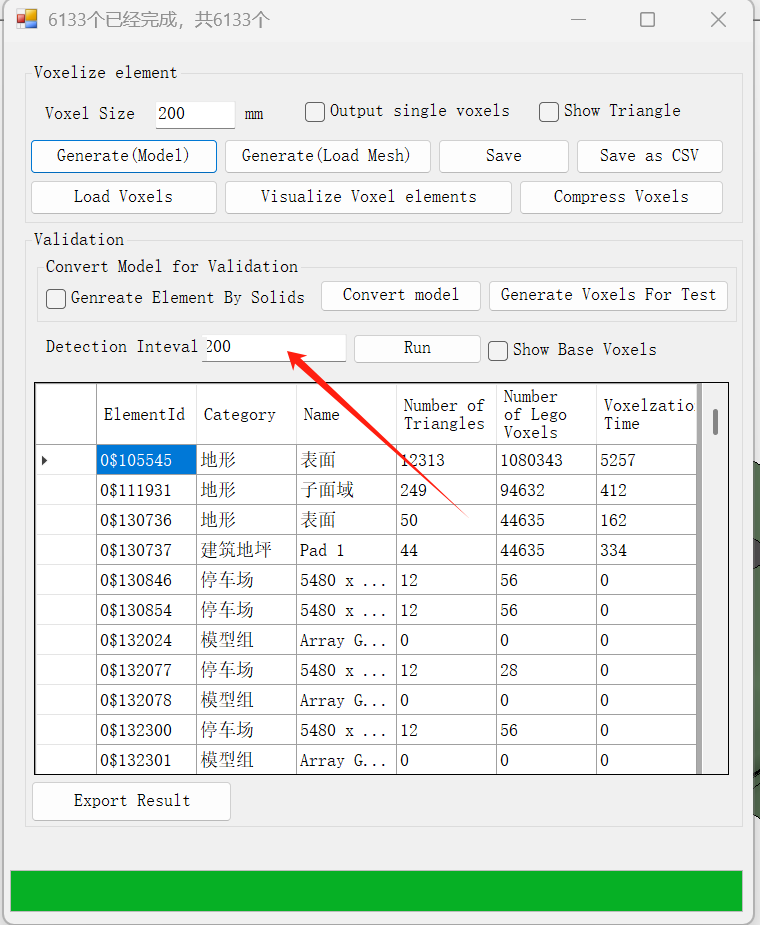 6133个已经完成，共6133个
Voxelize element
Voxel Size 200 mm Output single voxels Show Triangle
Generate(Model) Generate(Load Mesh) Save Save as CSV
Load Voxels Visualize Voxel elements Compress Voxels
Validation
Convert Model for Validation
Genreate Element By Solids Convert model Generate Voxels For Test
Detection Inteval 200 Run Show Base Voxels
ElementId Category Name Number of Triangles Number of Lego Voxels Voxelzatio Time
0$105545 地形 表面 12313 1080343 5257
0$111931 地形 子面域 249 94632 412
0$130736 地形 表面 50 44635 162
0$130737 建筑地坪 Pad 1 44 44635 334
0$130846 停车场 5480 x ... 12 56 0
0$130854 停车场 5480 x ... 12 56 0
0$132024 模型组 Array G... 0 0 0
0$132077 停车场 5480 x ... 12 28 0
0$132078 模型组 Array G... 0 0 0
0$132300 停车场 5480 x ... 12 56 0
0$132301 模型组 Array G... 0 0 0
Export Result